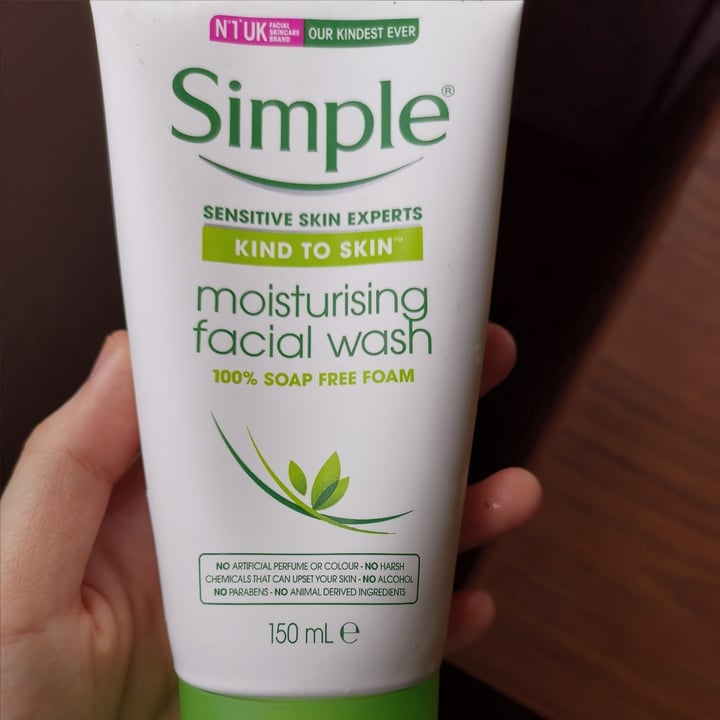 N°1 UK FACIAL SKINCARE BRAND OUR KINDEST EVER
Simple®
SENSITIVE SKIN EXPERTS
KIND TO SKIN™
moisturising
facial wash
100% SOAP FREE FOAM
NO ARTIFICIAL PERFUME OR COLOUR - NO HARSH
CHEMICALS THAT CAN UPSET YOUR SKIN - NO ALCOHOL
NO PARABENS - NO ANIMAL DERIVED INGREDIENTS
150 mL ℮